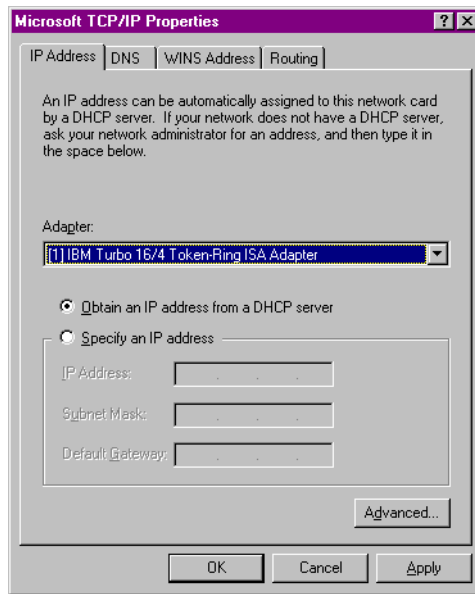 Microsoft TCP/IP Properties
IP Address DNS WINS Address Routing
An IP address can be automatically assigned to this network card
by a DHCP server. If your network does not have a DHCP server,
ask your network administrator for an address, and then type it in
the space below.
Adapter:
[1] IBM Turbo 16/4 Token-Ring ISA Adapter
Obtain an IP address from a DHCP server
Specify an IP address
IP Address:
Subnet Mask:
Default Gateway:
Advanced...
OK Cancel Apply